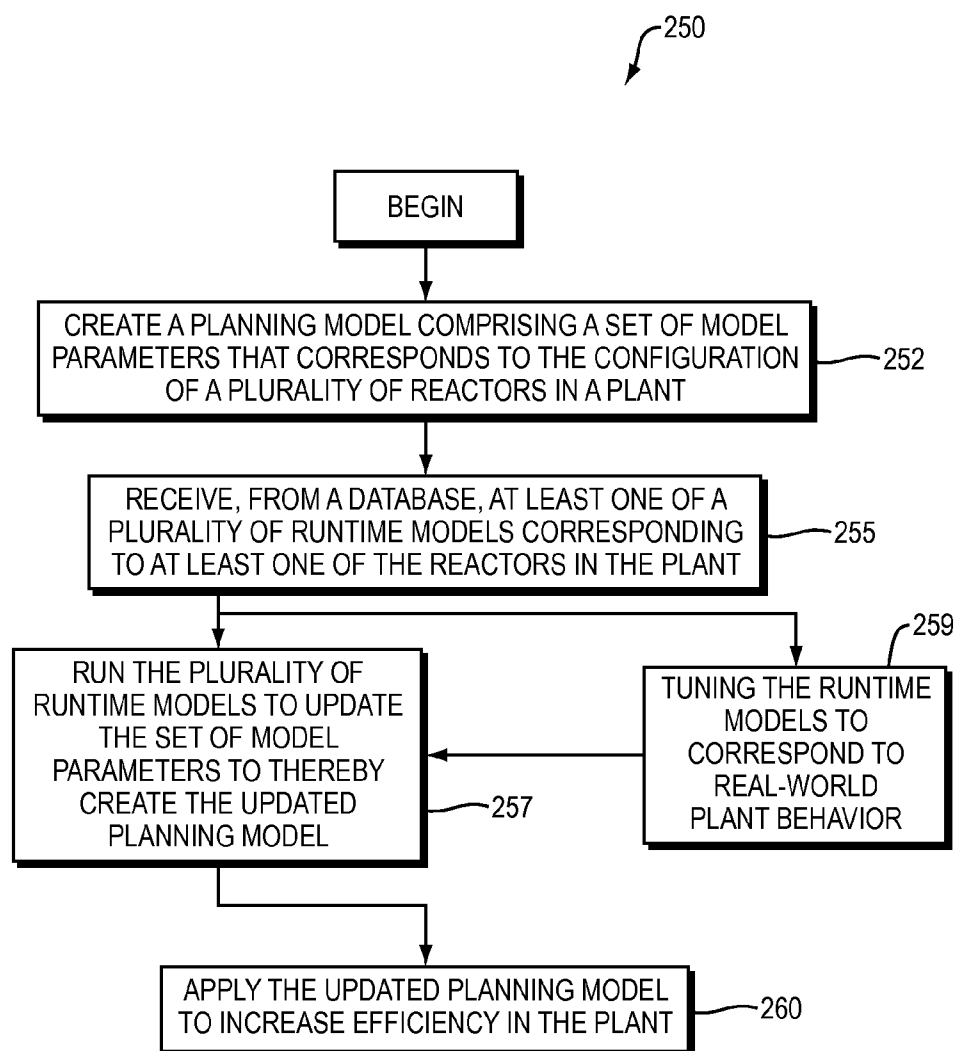 250
BEGIN
CREATE A PLANNING MODEL COMPRISING A SET OF MODEL
PARAMETERS THAT CORRESPONDS TO THE CONFIGURATION
OF A PLURALITY OF REACTORS IN A PLANT
252
RECEIVE, FROM A DATABASE, AT LEAST ONE OF A
PLURALITY OF RUNTIME MODELS CORRESPONDING
TO AT LEAST ONE OF THE REACTORS IN THE PLANT
255
RUN THE PLURALITY OF
RUNTIME MODELS TO UPDATE
THE SET OF MODEL
PARAMETERS TO THEREBY
CREATE THE UPDATED
PLANNING MODEL
257
259
TUNING THE RUNTIME
MODELS TO
CORRESPOND TO
REAL-WORLD
PLANT BEHAVIOR
APPLY THE UPDATED PLANNING MODEL
TO INCREASE EFFICIENCY IN THE PLANT
260